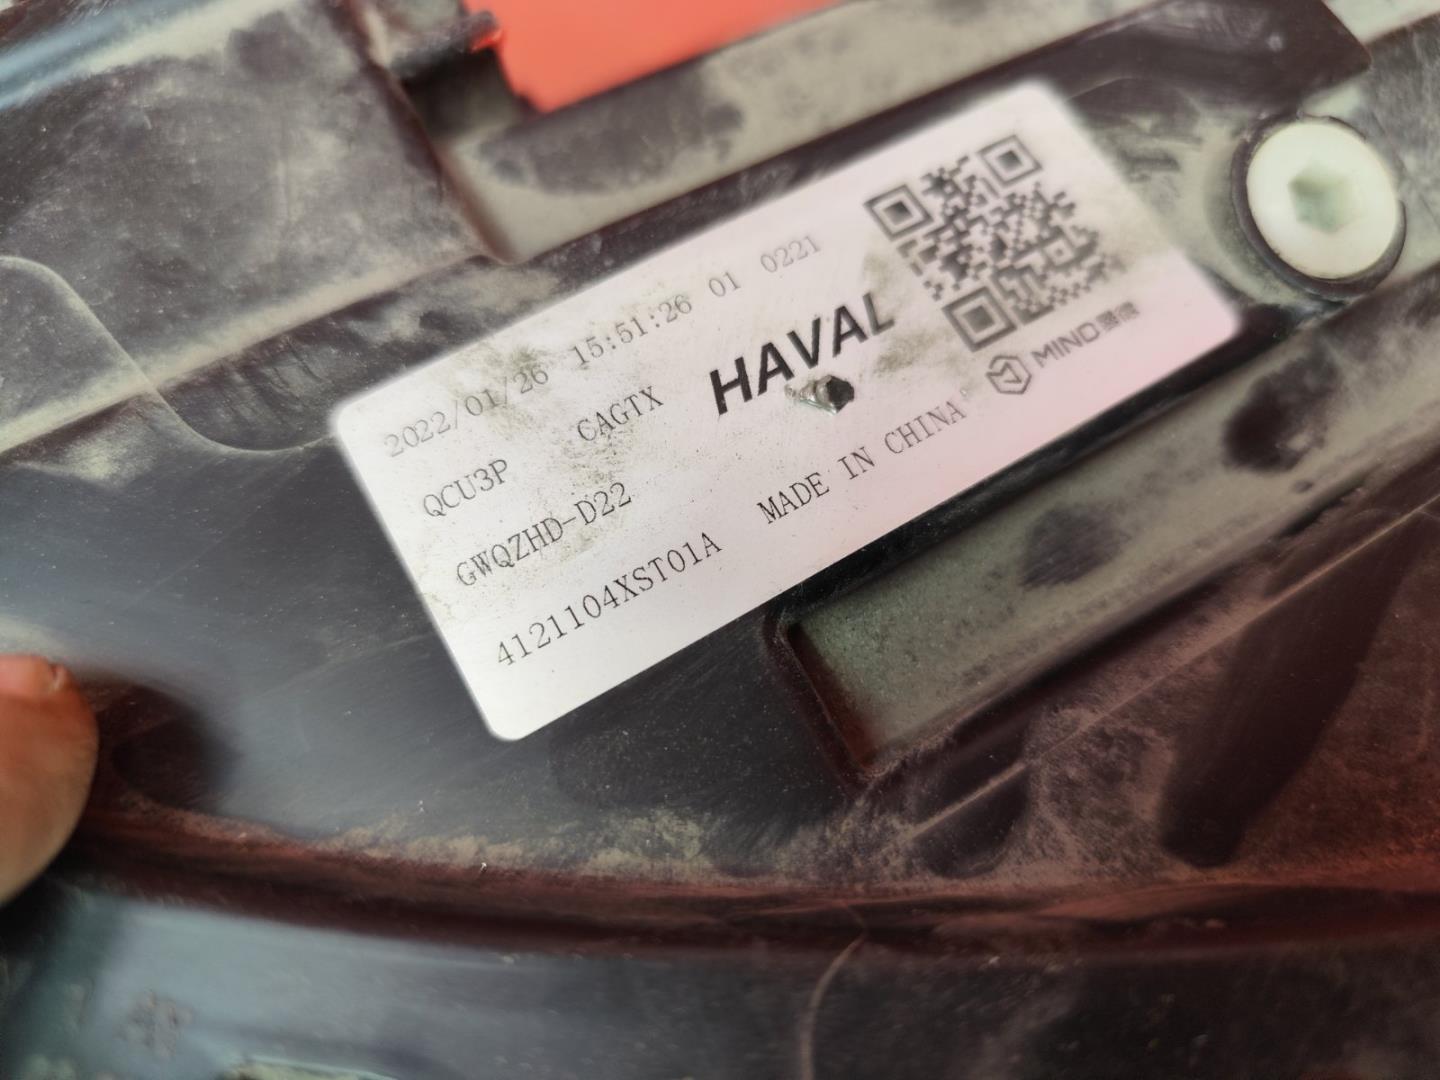 2022/01/26 15:51:26 01 0221
QCU3P CAGTX
HAVAL
GWQZHD-D22
4121104XST01A MADE IN CHINA
MIND